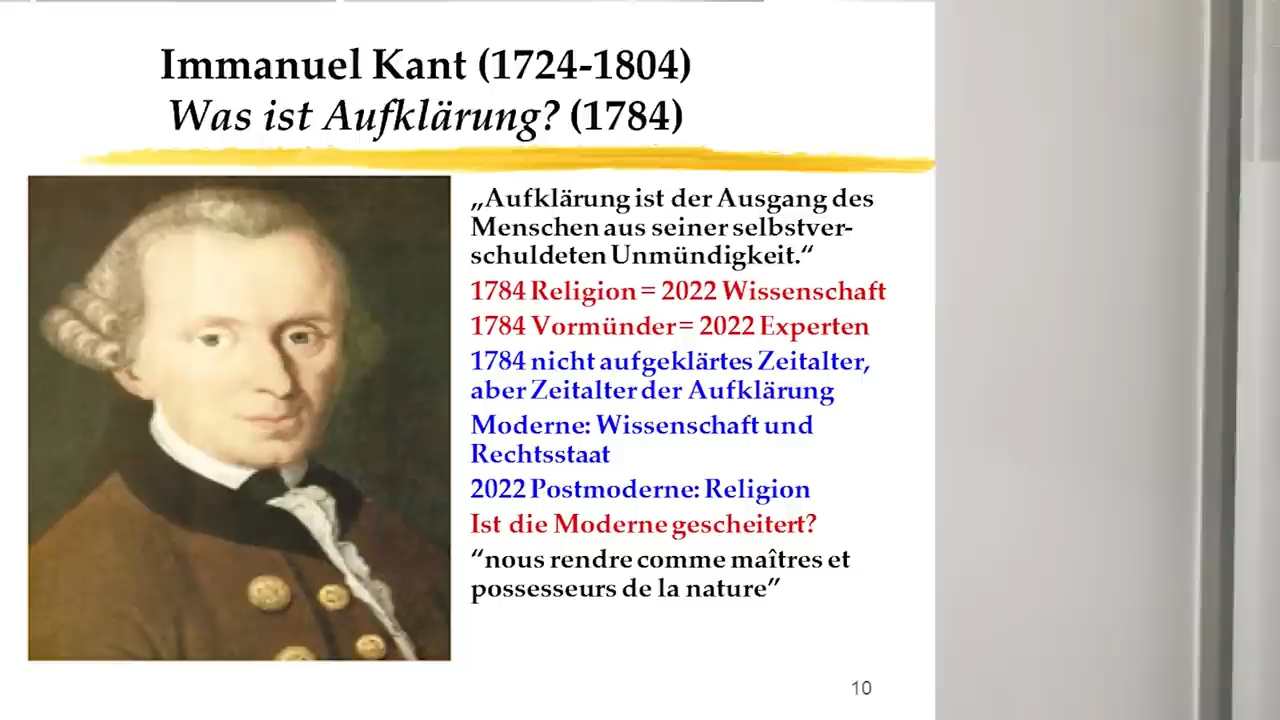 Immanuel Kant (1724-1804)
Was ist Aufklärung? (1784)
„Aufklärung ist der Ausgang des
Menschen aus seiner selbstver-
schuldeten Unmündigkeit.“
1784 Religion = 2022 Wissenschaft
1784 Vormünder = 2022 Experten
1784 nicht aufgeklärtes Zeitalter,
aber Zeitalter der Aufklärung
Moderne: Wissenschaft und
Rechtsstaat
2022 Postmoderne: Religion
Ist die Moderne gescheitert?
“nous rendre comme maîtres et
possesseurs de la nature”
10